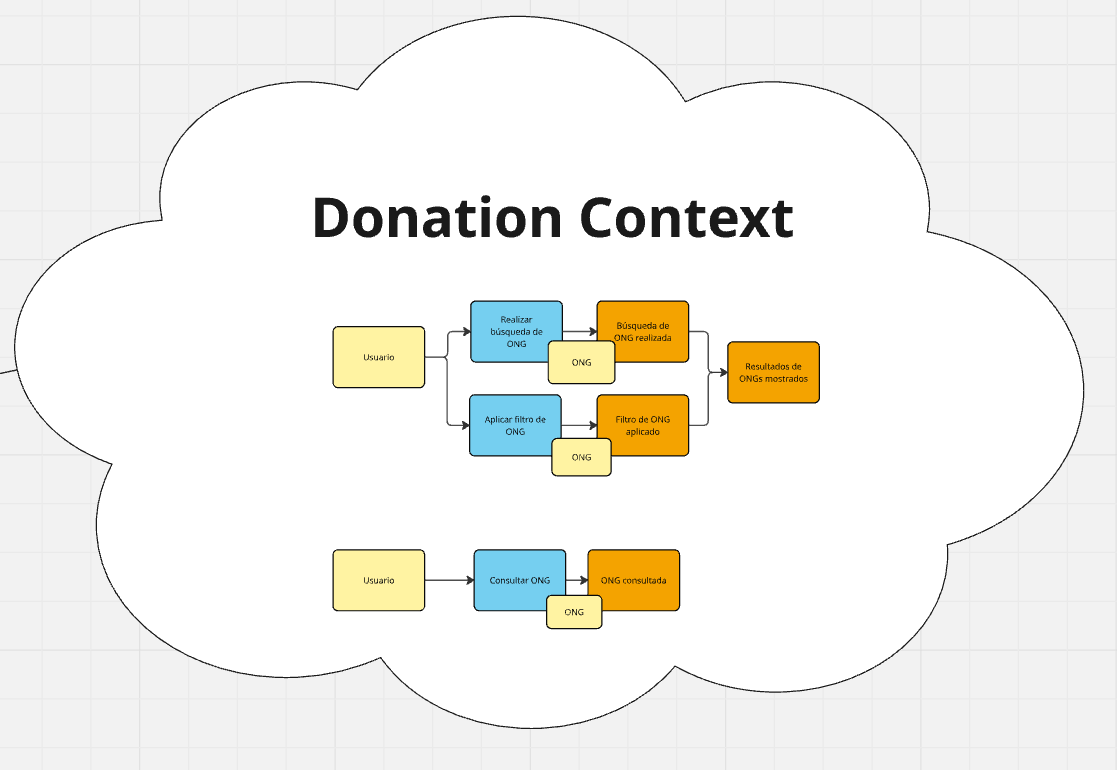 Donation Context
Usuario
Realizar
búsqueda de
ONG
Búsqueda de
ONG realizada
ONG
Resultados de
ONGs mostrados
Aplicar filtro de
ONG
Filtro de ONG
aplicado
ONG
Usuario
Consultar ONG
ONG consultada
ONG